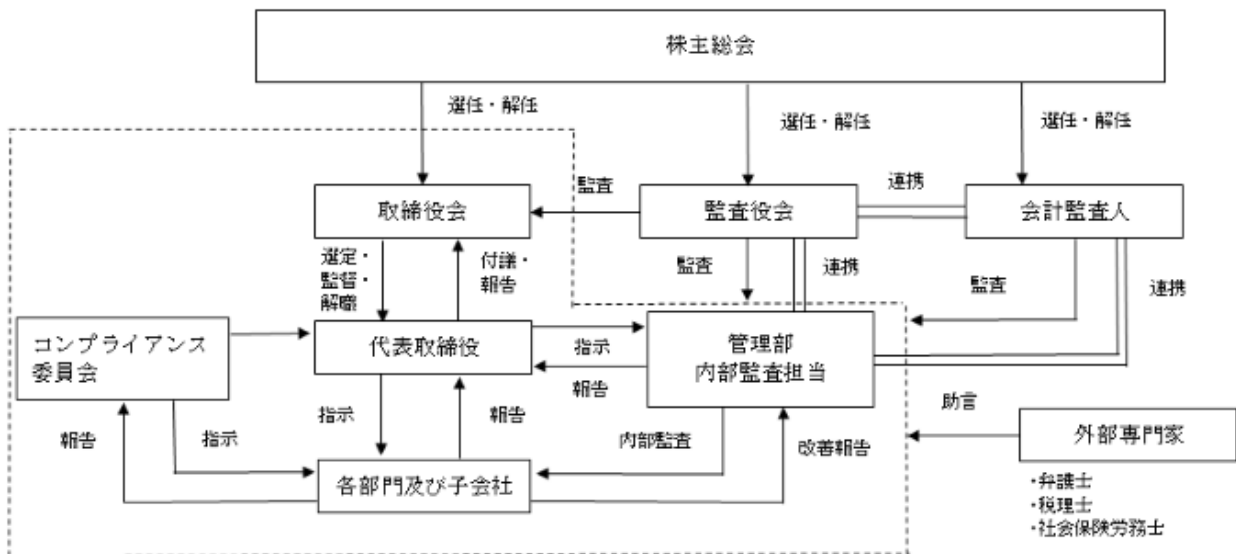 株主総会
選任・解任
選任・解任
選任・解任
取締役会
監査
監査役会
連携
会計監査人
選定・
監督・
解職
付議・
報告
監査
連携
監査
連携
コンプライアンス
委員会
代表取締役
指示
報告
管理部
内部監査担当
報告
指示
指示
報告
内部監査
改善報告
助言
外部専門家
各部門及び子会社
・弁護士
・税理士
・社会保険労務士